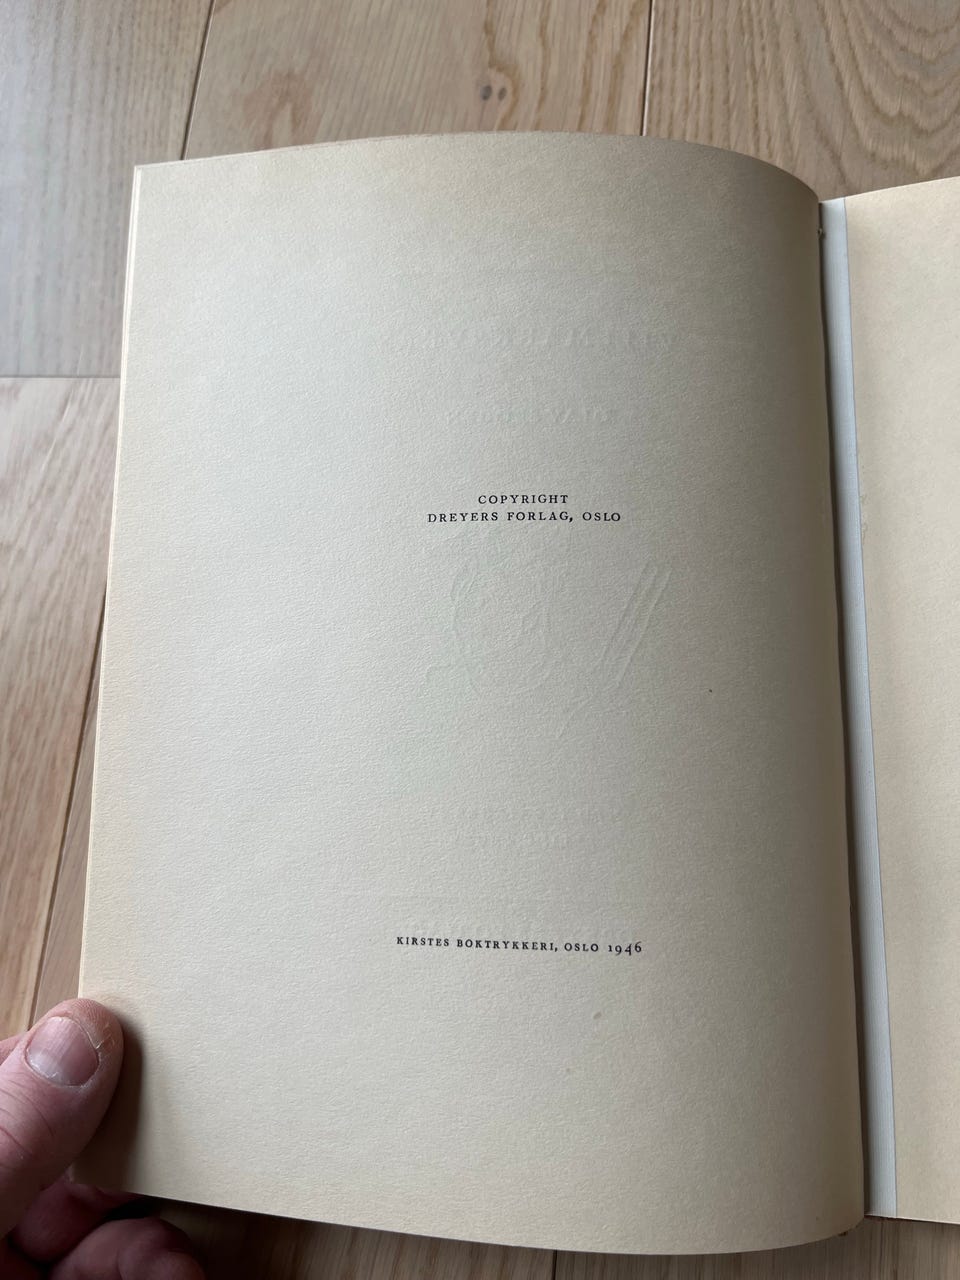 COPYRIGHT
DREYERS FORLAG, OSLO
KIRSTES BOKTRYKKERI, OSLO 1946